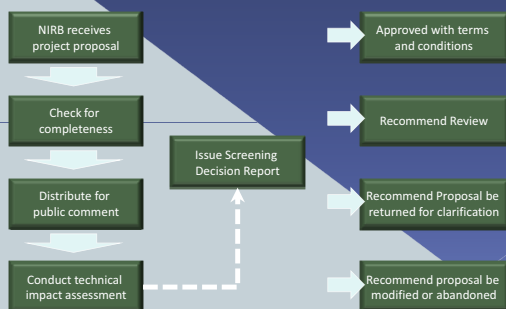 NIRB receives
project proposal
Check for
completeness
Distribute for
public comment
Conduct technical
impact assessment
Issue Screening
Decision Report
Approved with terms
and conditions
Recommend Review
Recommend Proposal be
returned for clarification
Recommend proposal be
modified or abandoned